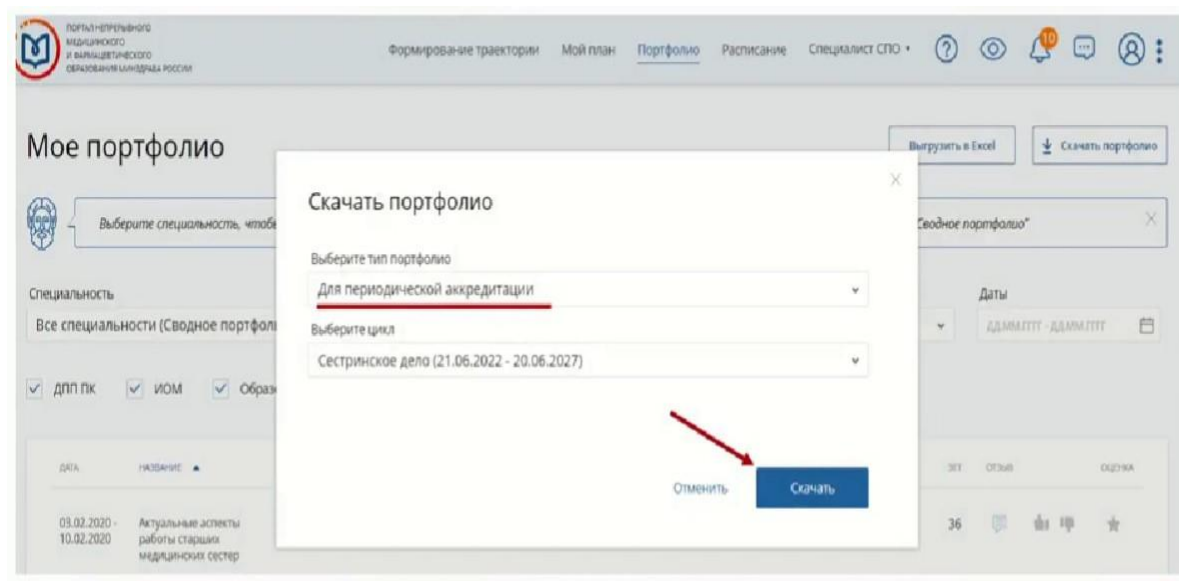 ПОРТАЛ НЕПРЕРЫВНОГО
МЕДИЦИНСКОГО
И ФАРМАЦЕВТИЧЕСКОГО
ОБРАЗОВАНИЯ МИНЗДРАВА РОССИИ
Формирование траектории Мой план Портфолио Расписание Специалист СПО
10
Мое портфолио
Выгрузить в Excel
Скачать портфолио
Скачать портфолио
Выберите специальность, чтобы
Сводное портфолио"
Выберите тип портфолио
Для периодической аккредитации
Специальность
Даты
Все специальности (Сводное портфоли
ДД.ММ.ГГГГ - ДД.ММ.ГГГГ
Выберите цикл
Сестринское дело (21.06.2022 - 20.06.2027)
ДПП ПК ИОМ Образ
ДАТА НАЗВАНИЕ ЗЕТ ОТЗЫВ ОЦЕНКА
Отменить Скачать
03.02.2020 - Актуальные аспекты 36
10.02.2020 работы старших
медицинских сестер